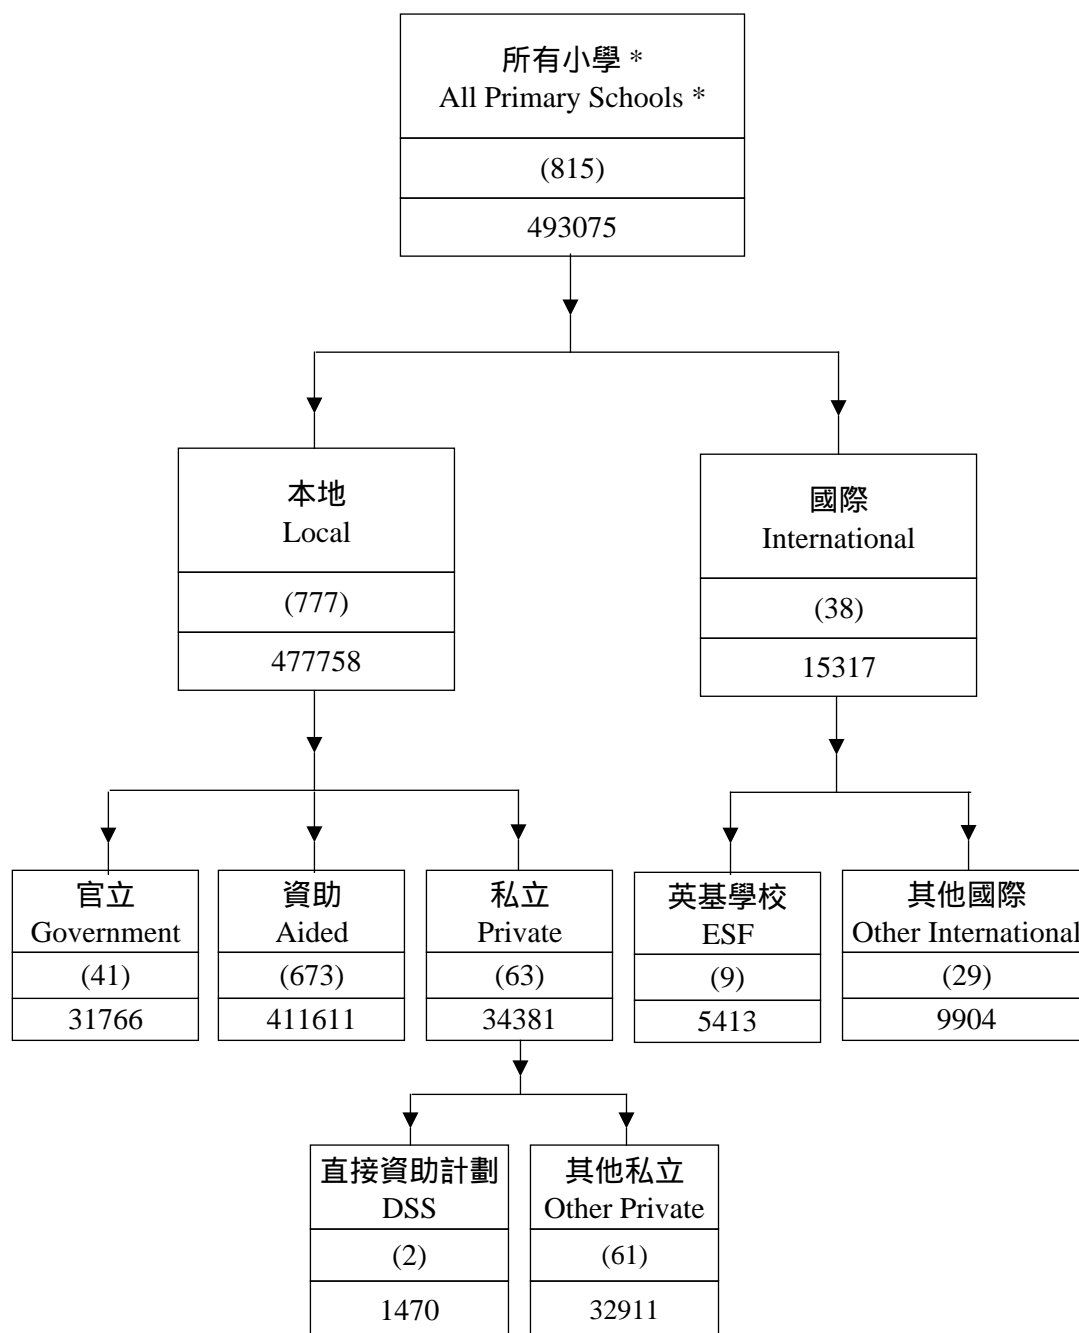 所有小學 *
All Primary Schools *
(815)
493075
本地
Local
(777)
477758
國際
International
(38)
15317
官立
Government
(41)
31766
資助
Aided
(673)
411611
私立
Private
(63)
34381
英基學校
ESF
(9)
5413
其他國際
Other International
(29)
9904
直接資助計劃
DSS
(2)
1470
其他私立
Other Private
(61)
32911